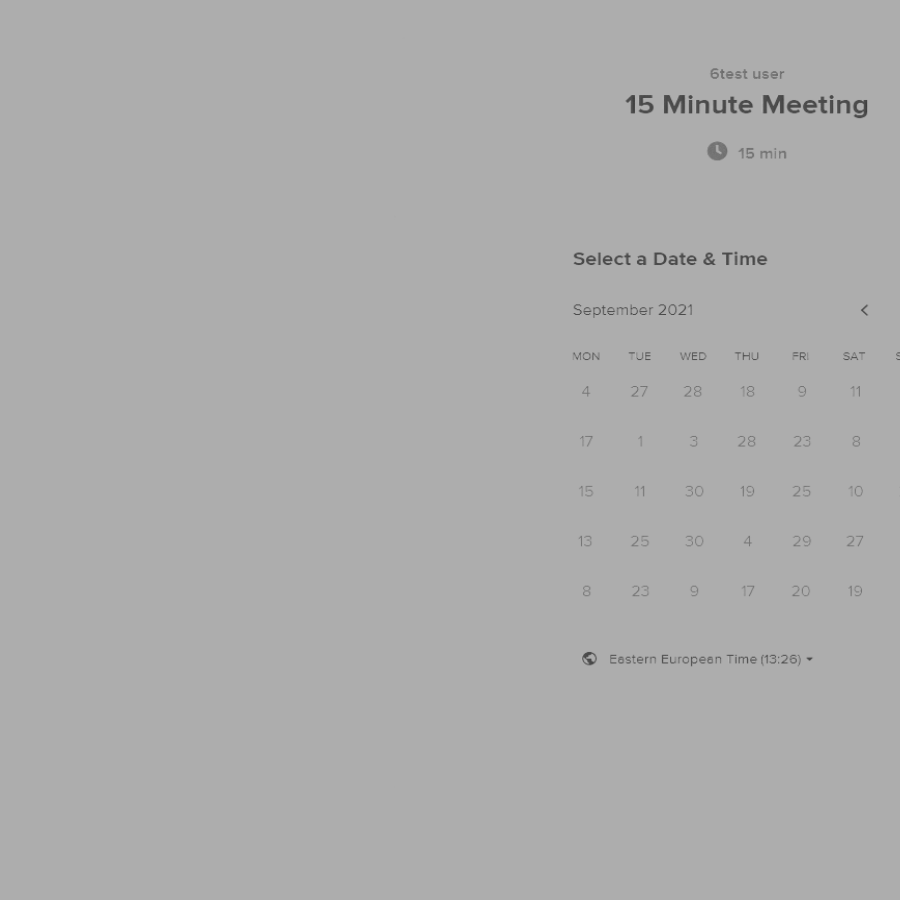 6test user
15 Minute Meeting
15 min
Select a Date & Time
September 2021
MON TUE WED THU FRI SAT
4 27 28 18 9 11
17 1 3 28 23 8
15 11 30 19 25 10
13 25 30 4 29 27
8 23 9 17 20 19
Eastern European Time (13:26)